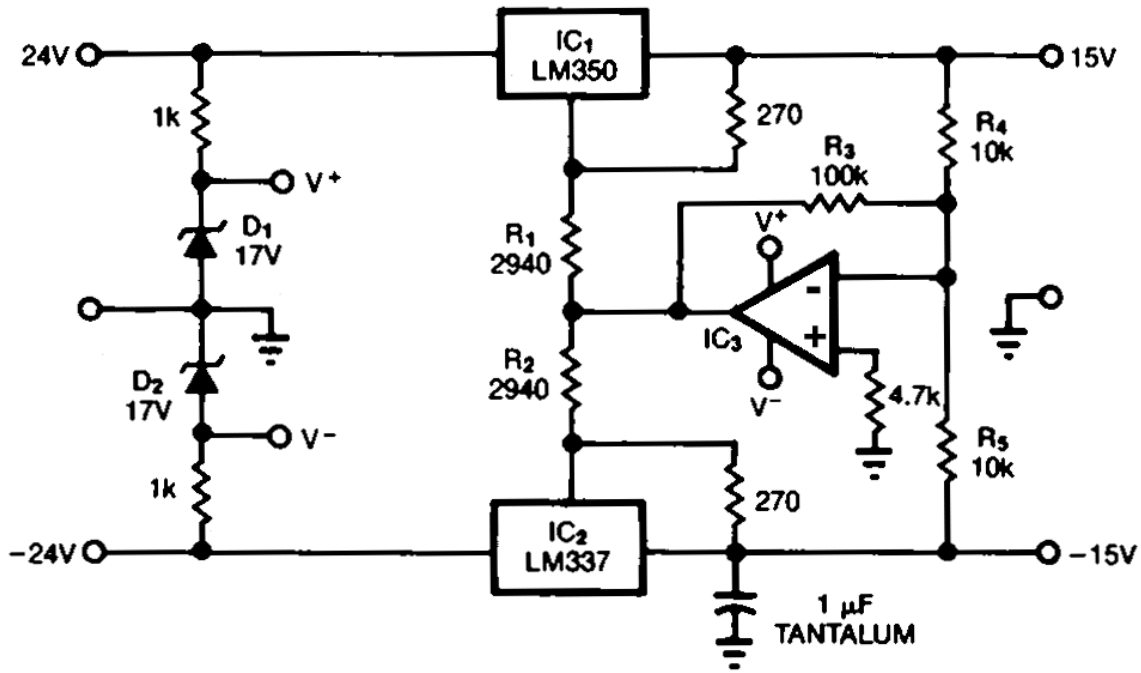 24V
IC1
LM350
15V
1k
270
R4
10k
R3
100k
V+
D1
17V
R1
2940
V+
-
+
IC3
V-
R2
2940
4.7k
D2
17V
V-
R5
10k
1k
270
IC2
LM337
-24V
-15V
1 µF
TANTALUM